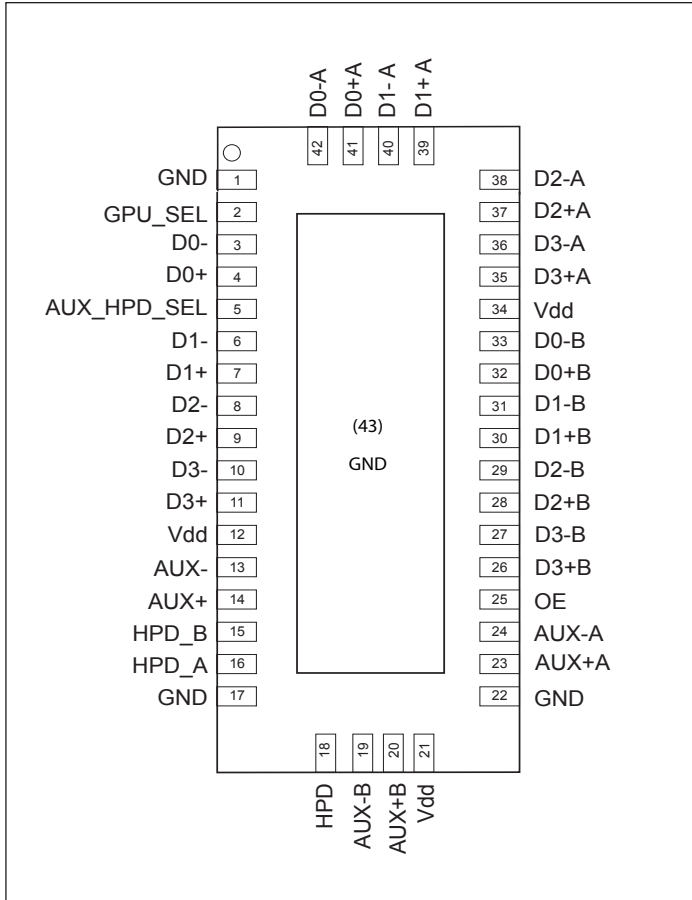 D0-A
D0+A
D1- A
D1+ A
42
41
40
39
GND 1
GPU_SEL 2
D0- 3
D0+ 4
AUX_HPD_SEL 5
D1- 6
D1+ 7
D2- 8
D2+ 9
D3- 10
D3+ 11
Vdd 12
AUX- 13
AUX+ 14
HPD_B 15
HPD_A 16
GND 17
(43)
GND
38 D2-A
37 D2+A
36 D3-A
35 D3+A
34 Vdd
33 D0-B
32 D0+B
31 D1-B
30 D1+B
29 D2-B
28 D2+B
27 D3-B
26 D3+B
25 OE
24 AUX-A
23 AUX+A
22 GND
18
19
20
21
HPD
AUX-B
AUX+B
Vdd